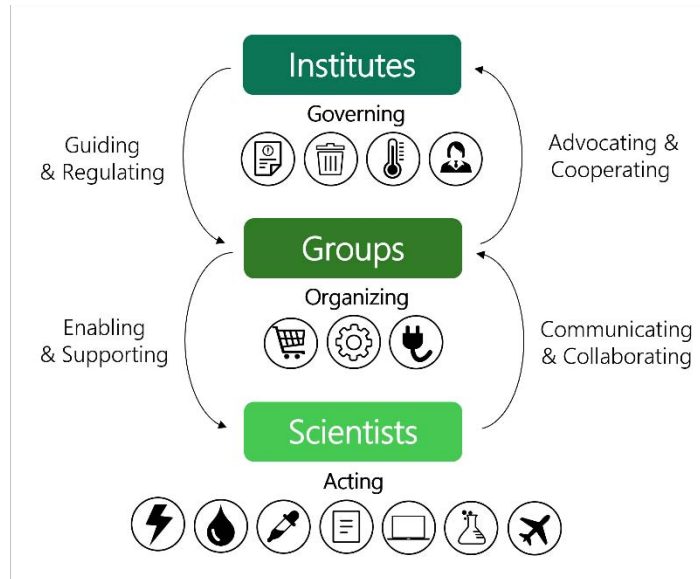 Institutes
Governing
Guiding
& Regulating
Advocating &
Cooperating
Groups
Organizing
Enabling
& Supporting
Communicating
& Collaborating
Scientists
Acting